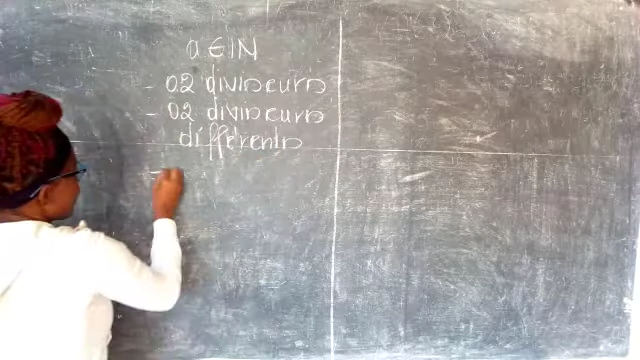 a ∈ IN
- 02 diviseurs
- 02 diviseurs
différents
-